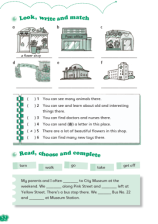 Look, write and match
a
b
c
a flower shop
d
e
f
( ) 1 You can see many animals there.
( ) 2 You can see and learn about old and interesting things there.
( ) 3 You can find doctors and nurses there.
( ) 4 You can send a letter in this place.
( a ) 5 There are a lot of beautiful flowers in this shop.
( ) 6 You can find many new toys there.
Read, choose and complete
turn walk go take get off
My parents and I often ______ to City Museum at the
weekend. We ______ along Park Street and ______ left at
Yellow Street. There's a bus stop there. We ______ Bus No. 22
and ______ at Museum Station.